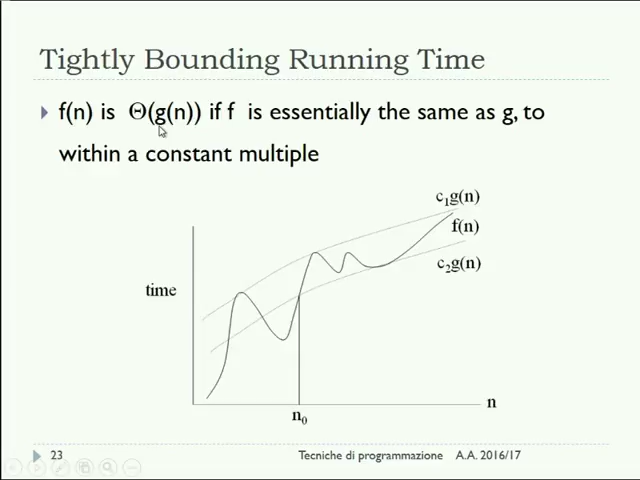 Tightly Bounding Running Time
f(n) is Θ(g(n)) if f is essentially the same as g, to
within a constant multiple
c₁g(n)
f(n)
c₂g(n)
time
n
n₀
23
Tecniche di programmazione A.A. 2016/17